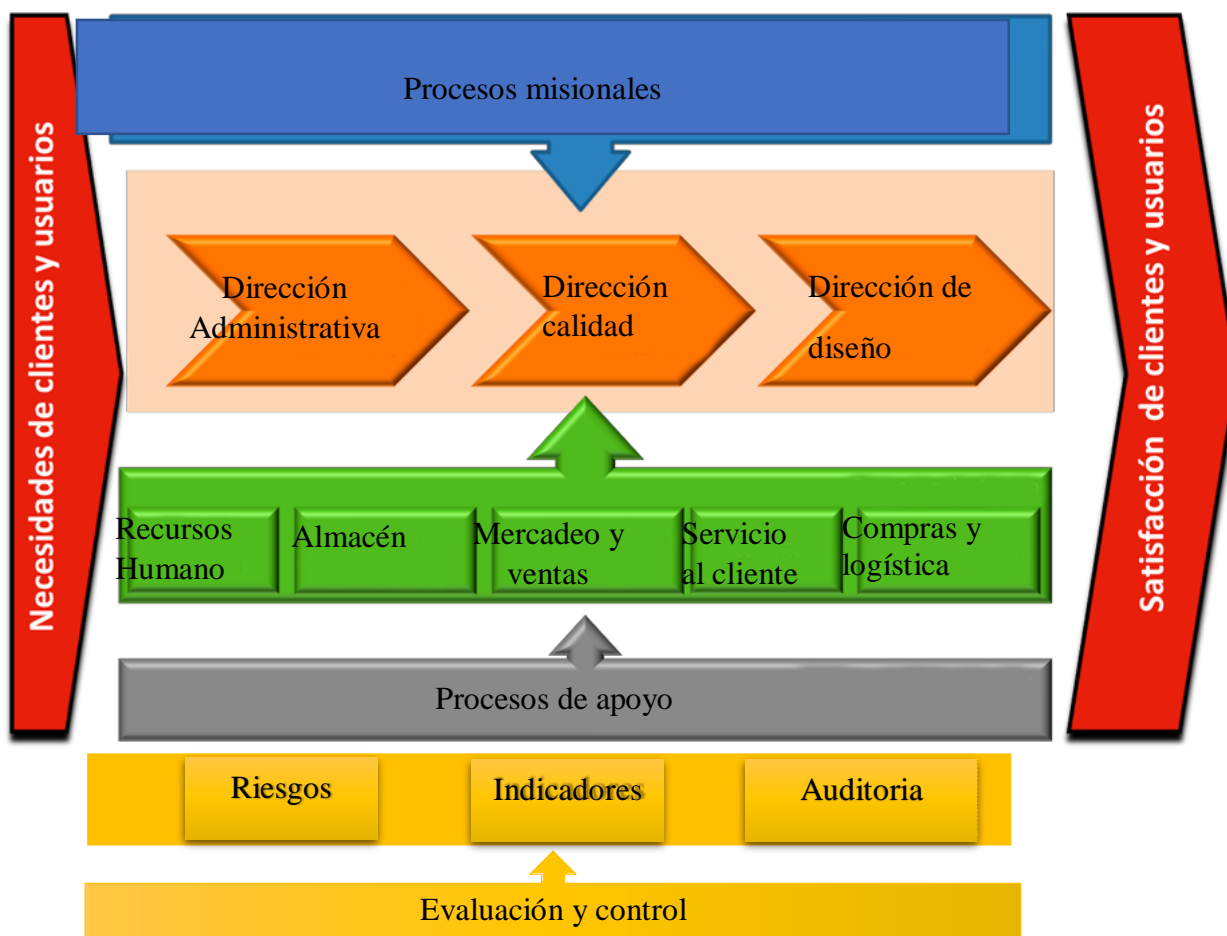 Necesidades de clientes y usuarios
Procesos misionales
Dirección
Administrativa
Dirección
calidad
Dirección de
diseño
Recursos
Humano
Almacén
Mercadeo y
ventas
Servicio
al cliente
Compras y
logística
Procesos de apoyo
Riesgos
Indicadores
Auditoria
Evaluación y control
Satisfacción de clientes y usuarios